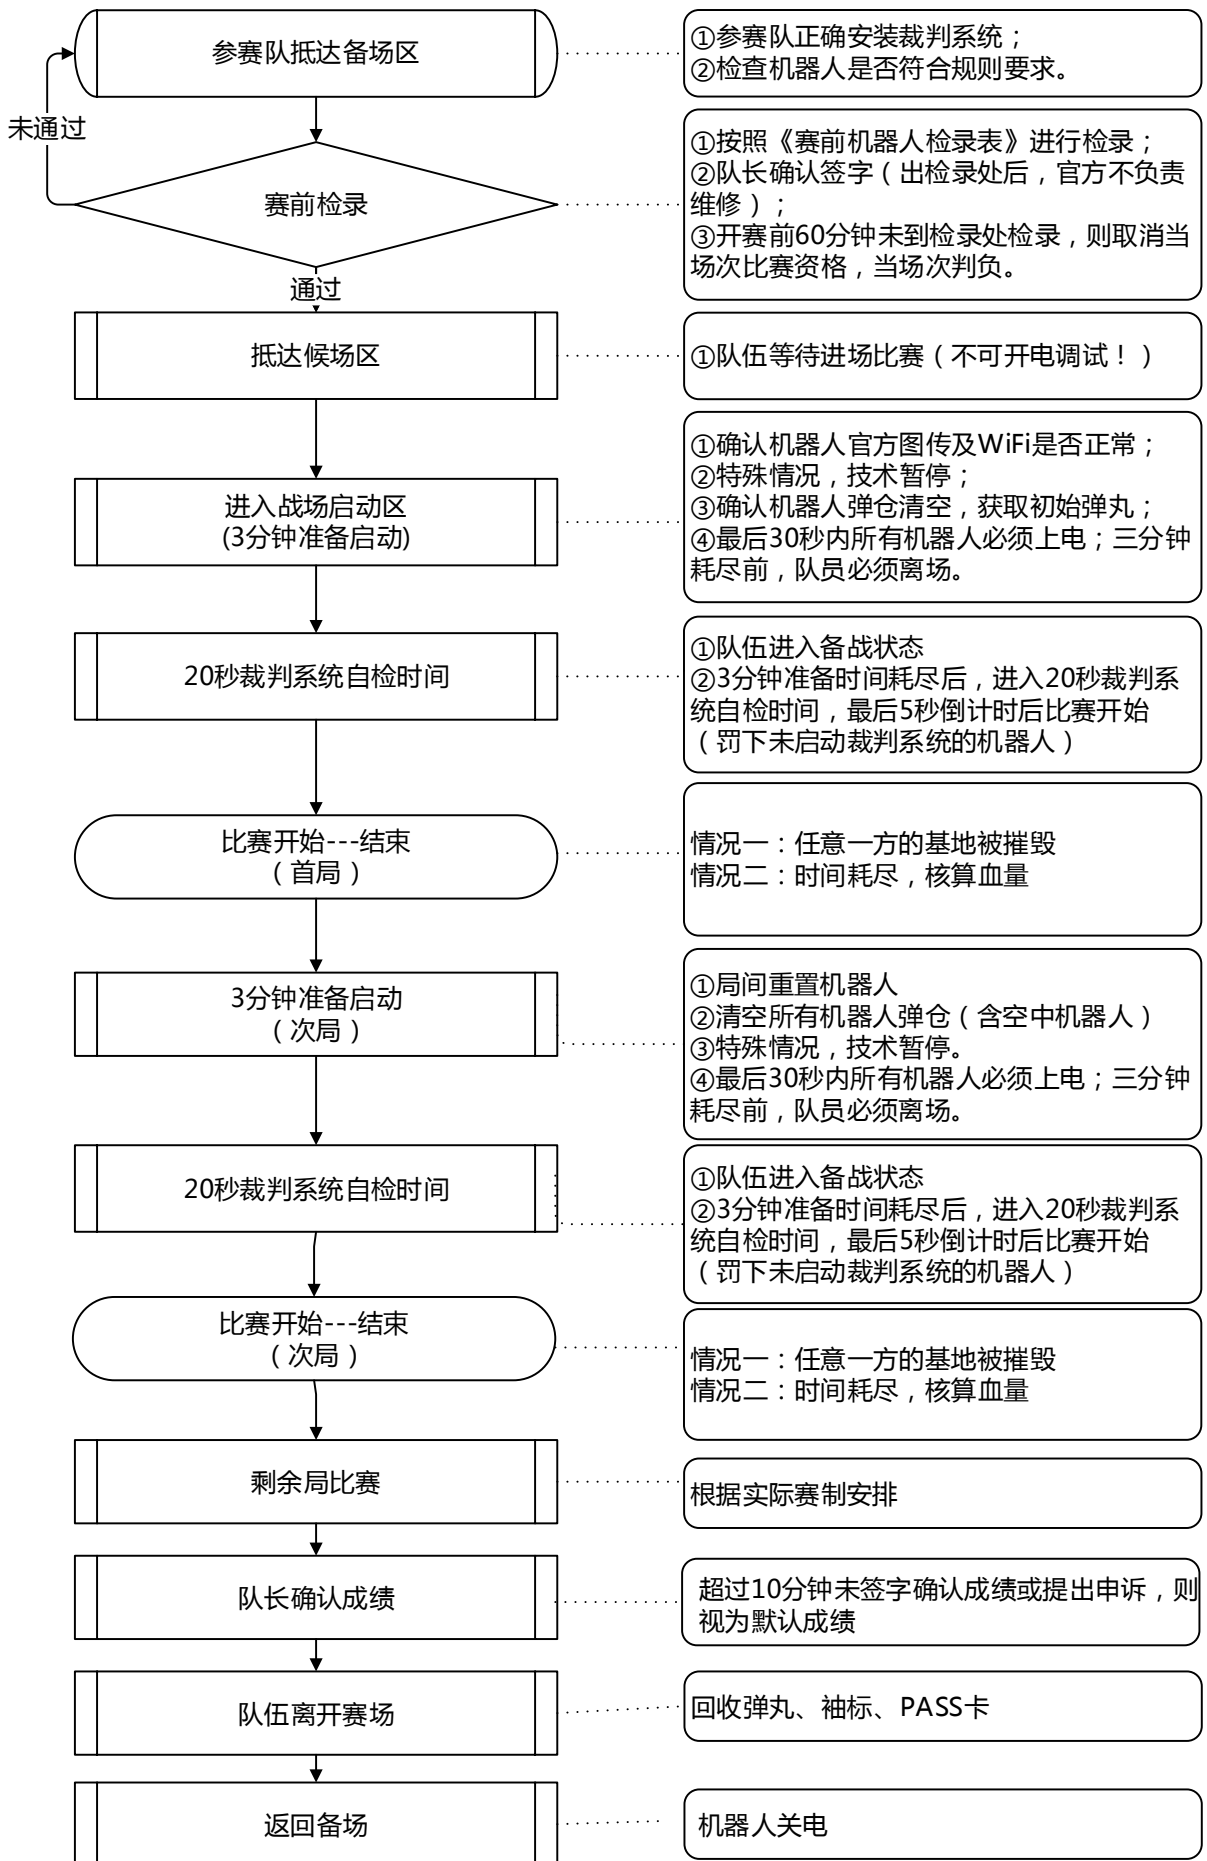 参赛队抵达备场区
①参赛队正确安装裁判系统；
②检查机器人是否符合规则要求。
未通过
赛前检录
①按照《赛前机器人检录表》进行检录；
②队长确认签字（出检录处后，官方不负责
维修）；
③开赛前60分钟未到检录处检录，则取消当
场次比赛资格，当场次判负。
通过
抵达候场区
①队伍等待进场比赛（不可开电调试！）
进入战场启动区
(3分钟准备启动)
①确认机器人官方图传及WiFi是否正常；
②特殊情况，技术暂停；
③确认机器人弹仓清空，获取初始弹丸；
④最后30秒内所有机器人必须上电；三分钟
耗尽前，队员必须离场。
20秒裁判系统自检时间
①队伍进入备战状态
②3分钟准备时间耗尽后，进入20秒裁判系
统自检时间，最后5秒倒计时后比赛开始
（罚下未启动裁判系统的机器人）
比赛开始---结束
（首局）
情况一：任意一方的基地被摧毁
情况二：时间耗尽，核算血量
3分钟准备启动
（次局）
①局间重置机器人
②清空所有机器人弹仓（含空中机器人）
③特殊情况，技术暂停。
④最后30秒内所有机器人必须上电；三分钟
耗尽前，队员必须离场。
20秒裁判系统自检时间
①队伍进入备战状态
②3分钟准备时间耗尽后，进入20秒裁判系
统自检时间，最后5秒倒计时后比赛开始
（罚下未启动裁判系统的机器人）
比赛开始---结束
（次局）
情况一：任意一方的基地被摧毁
情况二：时间耗尽，核算血量
剩余局比赛
根据实际赛制安排
队长确认成绩
超过10分钟未签字确认成绩或提出申诉，则
视为默认成绩
队伍离开赛场
回收弹丸、袖标、PASS卡
返回备场
机器人关电